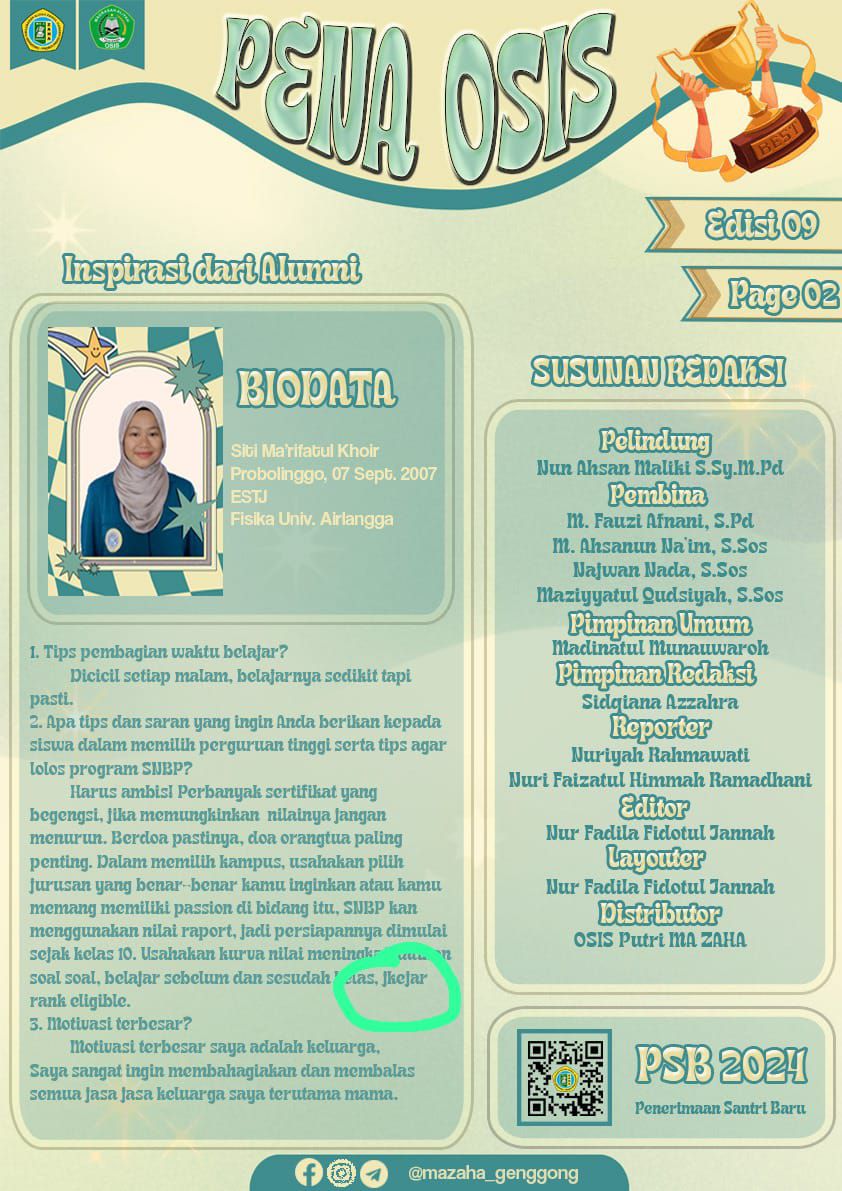 PENA OSIS
BEST
OSIS
Edisi 09
Page 02
Inspirasi dari Alumni
BIODATA
Siti Ma'rifatul Khoir
Probolinggo, 07 Sept. 2007
ESTJ
Fisika Univ. Airlangga
1. Tips pembagian waktu belajar?
Dicicil setiap malam, belajarnya sedikit tapi
pasti.
2. Apa tips dan saran yang ingin Anda berikan kepada
siswa dalam memilih perguruan tinggi serta tips agar
lolos program SNBP?
Harus ambis! Perbanyak sertifikat yang
begengsi, jika memungkinkan nilainya jangan
menurun. Berdoa pastinya, doa orangtua paling
penting. Dalam memilih kampus, usahakan pilih
jurusan yang benar-benar kamu inginkan atau kamu
memang memiliki passion di bidang itu, SNBP kan
menggunakan nilai raport, jadi persiapannya dimulai
sejak kelas 10. Usahakan kurva nilai
soal soal, belajar sebelum dan sesudah jkejar
rank eligible.
3. Motivasi terbesar?
Motivasi terbesar saya adalah keluarga,
Saya sangat ingin membahagiakan dan membalas
semua jasa jasa keluarga saya terutama mama.
SUSUNAN REDAKSI
Pelindung
Nun Ahsan Maliki S.Sy.M.Pd
Pembina
M. Fauzi Afnani, S.Pd
M. Ahsanun Na'im, S.Sos
Najwan Nada, S.Sos
Maziyyatul Qudsiyah, S.Sos
Pimpinan Umum
Madinatul Munauwaroh
Pimpinan Redaksi
Sidqiana Azzahra
Reporter
Nuriyah Rahmawati
Nuri Faizatul Himmah Ramadhani
Editor
Nur Fadila Fidotul Jannah
Layouter
Nur Fadila Fidotul Jannah
Distributor
OSIS Putri MA ZAHA
PSB 2024
Penerimaan Santri Baru
@mazaha_genggong